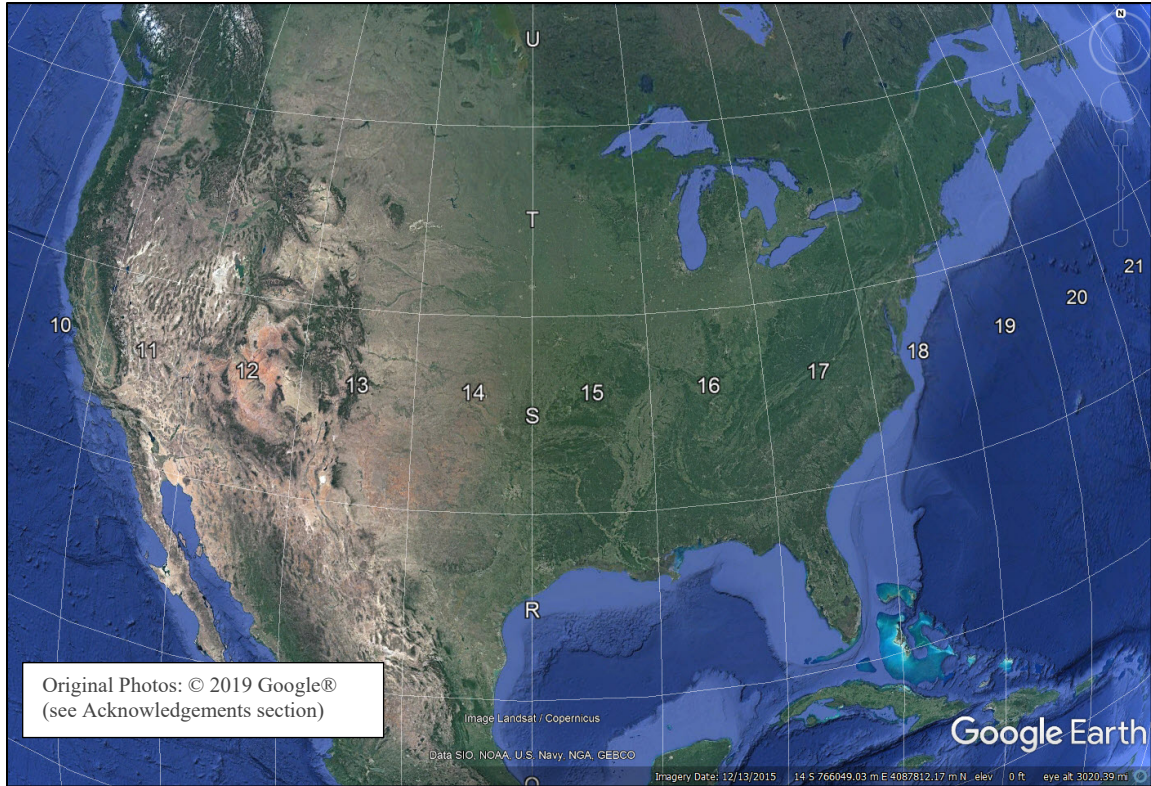 N
U
T
21
20
19
10
11
18
12
17
13
14
15
16
S
R
Original Photos: © 2019 Google®
(see Acknowledgements section)
Image Landsat / Copernicus
Google Earth
Data SIO, NOAA, U.S. Navy, NGA, GEBCO
Imagery Date: 12/13/2015 14 S 766049.03 m E 4087812.17 m N elev 0 ft eye alt 3020.39 mi